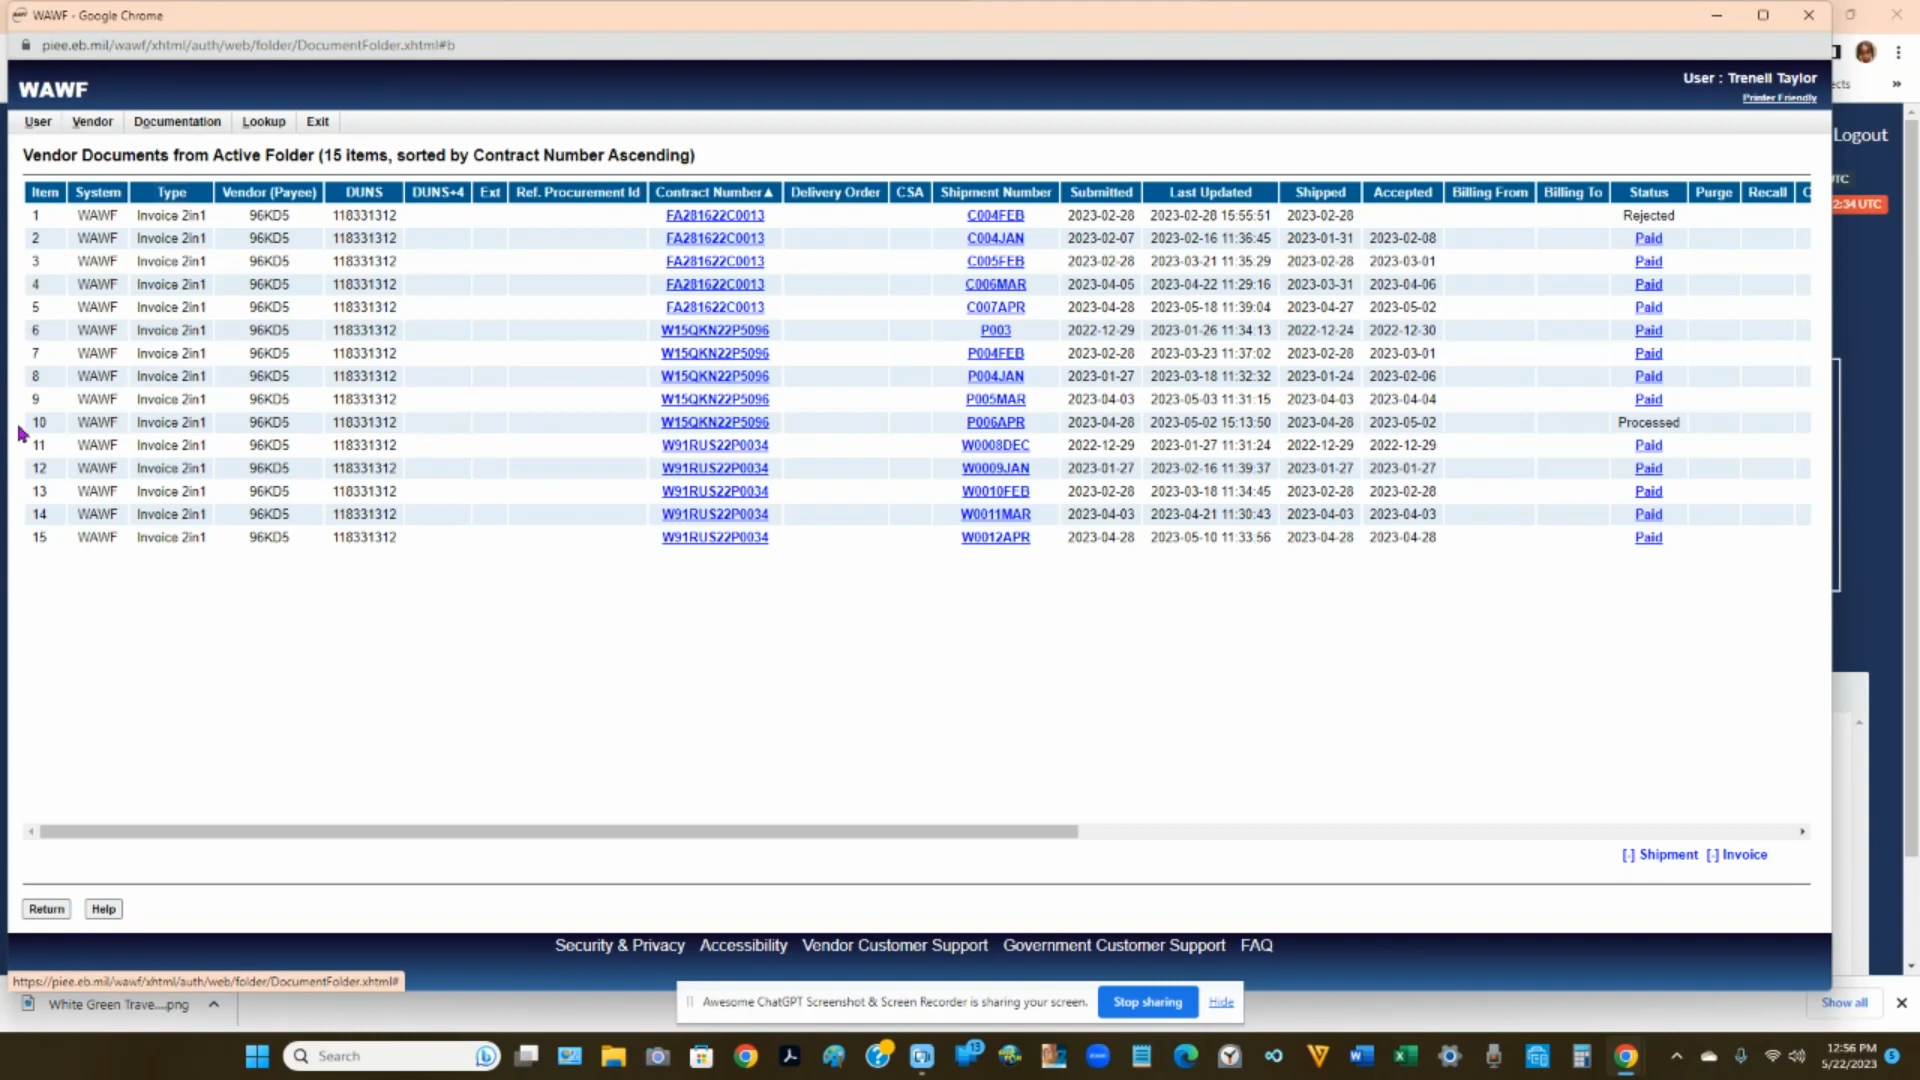 WAWF - Google Chrome
piee.eb.mil/wawf/xhtml/auth/web/folder/DocumentFolder.xhtml#b
WAWF
User : Trenell Taylor
Printer Friendly
User Vendor Documentation Lookup Exit
Logout
Vendor Documents from Active Folder (15 items, sorted by Contract Number Ascending)
2:34 UTC
Item System Type Vendor (Payee) DUNS DUNS+4 Ext Ref. Procurement Id Contract Number▲ Delivery Order CSA Shipment Number Submitted Last Updated Shipped Accepted Billing From Billing To Status Purge Recall C
1 WAWF Invoice 2in1 96KD5 118331312 FA281622C0013 C004FEB 2023-02-28 2023-02-28 15:55:51 2023-02-28 Rejected
2 WAWF Invoice 2in1 96KD5 118331312 FA281622C0013 C004JAN 2023-02-07 2023-02-16 11:36:45 2023-01-31 2023-02-08 Paid
3 WAWF Invoice 2in1 96KD5 118331312 FA281622C0013 C005FEB 2023-02-28 2023-03-21 11:35:29 2023-02-28 2023-03-01 Paid
4 WAWF Invoice 2in1 96KD5 118331312 FA281622C0013 C006MAR 2023-04-05 2023-04-22 11:29:16 2023-03-31 2023-04-06 Paid
5 WAWF Invoice 2in1 96KD5 118331312 FA281622C0013 C007APR 2023-04-28 2023-05-18 11:39:04 2023-04-27 2023-05-02 Paid
6 WAWF Invoice 2in1 96KD5 118331312 W15QKN22P5096 P003 2022-12-29 2023-01-26 11:34:13 2022-12-24 2022-12-30 Paid
7 WAWF Invoice 2in1 96KD5 118331312 W15QKN22P5096 P004FEB 2023-02-28 2023-03-23 11:37:02 2023-02-28 2023-03-01 Paid
8 WAWF Invoice 2in1 96KD5 118331312 W15QKN22P5096 P004JAN 2023-01-27 2023-03-18 11:32:32 2023-01-24 2023-02-06 Paid
9 WAWF Invoice 2in1 96KD5 118331312 W15QKN22P5096 P005MAR 2023-04-03 2023-05-03 11:31:15 2023-04-03 2023-04-04 Paid
10 WAWF Invoice 2in1 96KD5 118331312 W15QKN22P5096 P006APR 2023-04-28 2023-05-02 15:13:50 2023-04-28 2023-05-02 Processed
11 WAWF Invoice 2in1 96KD5 118331312 W91RUS22P0034 W0008DEC 2022-12-29 2023-01-27 11:31:24 2022-12-29 2022-12-29 Paid
12 WAWF Invoice 2in1 96KD5 118331312 W91RUS22P0034 W0009JAN 2023-01-27 2023-02-16 11:39:37 2023-01-27 2023-01-27 Paid
13 WAWF Invoice 2in1 96KD5 118331312 W91RUS22P0034 W0010FEB 2023-02-28 2023-03-18 11:34:45 2023-02-28 2023-02-28 Paid
14 WAWF Invoice 2in1 96KD5 118331312 W91RUS22P0034 W0011MAR 2023-04-03 2023-04-21 11:30:43 2023-04-03 2023-04-03 Paid
15 WAWF Invoice 2in1 96KD5 118331312 W91RUS22P0034 W0012APR 2023-04-28 2023-05-10 11:33:56 2023-04-28 2023-04-28 Paid
[-] Shipment [-] Invoice
Return Help
Security & Privacy Accessibility Vendor Customer Support Government Customer Support FAQ
https://piee.eb.mil/wawf/xhtml/auth/web/folder/DocumentFolder.xhtml#
White Green Trave....png
Awesome ChatGPT Screenshot & Screen Recorder is sharing your screen. Stop sharing Hide
Show all
Search
13
12:56 PM
5/22/2023
5